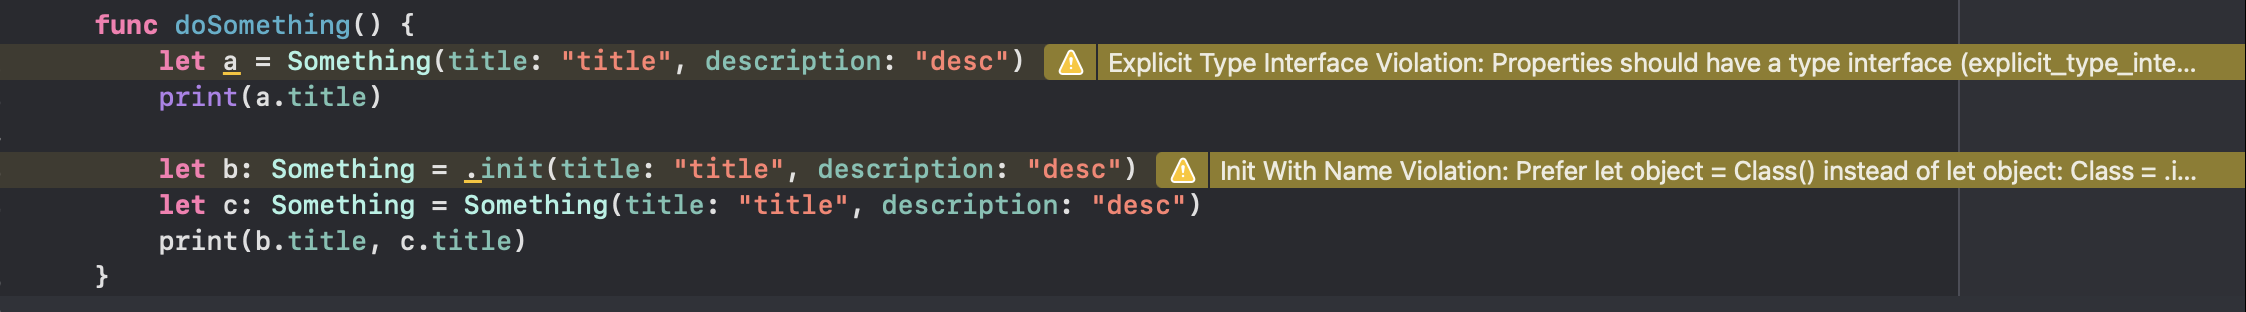 func doSomething() {
let a = Something(title: "title", description: "desc") Explicit Type Interface Violation: Properties should have a type interface (explicit_type_inte...
print(a.title)
let b: Something = .init(title: "title", description: "desc") Init With Name Violation: Prefer let object = Class() instead of let object: Class = .i...
let c: Something = Something(title: "title", description: "desc")
print(b.title, c.title)
}